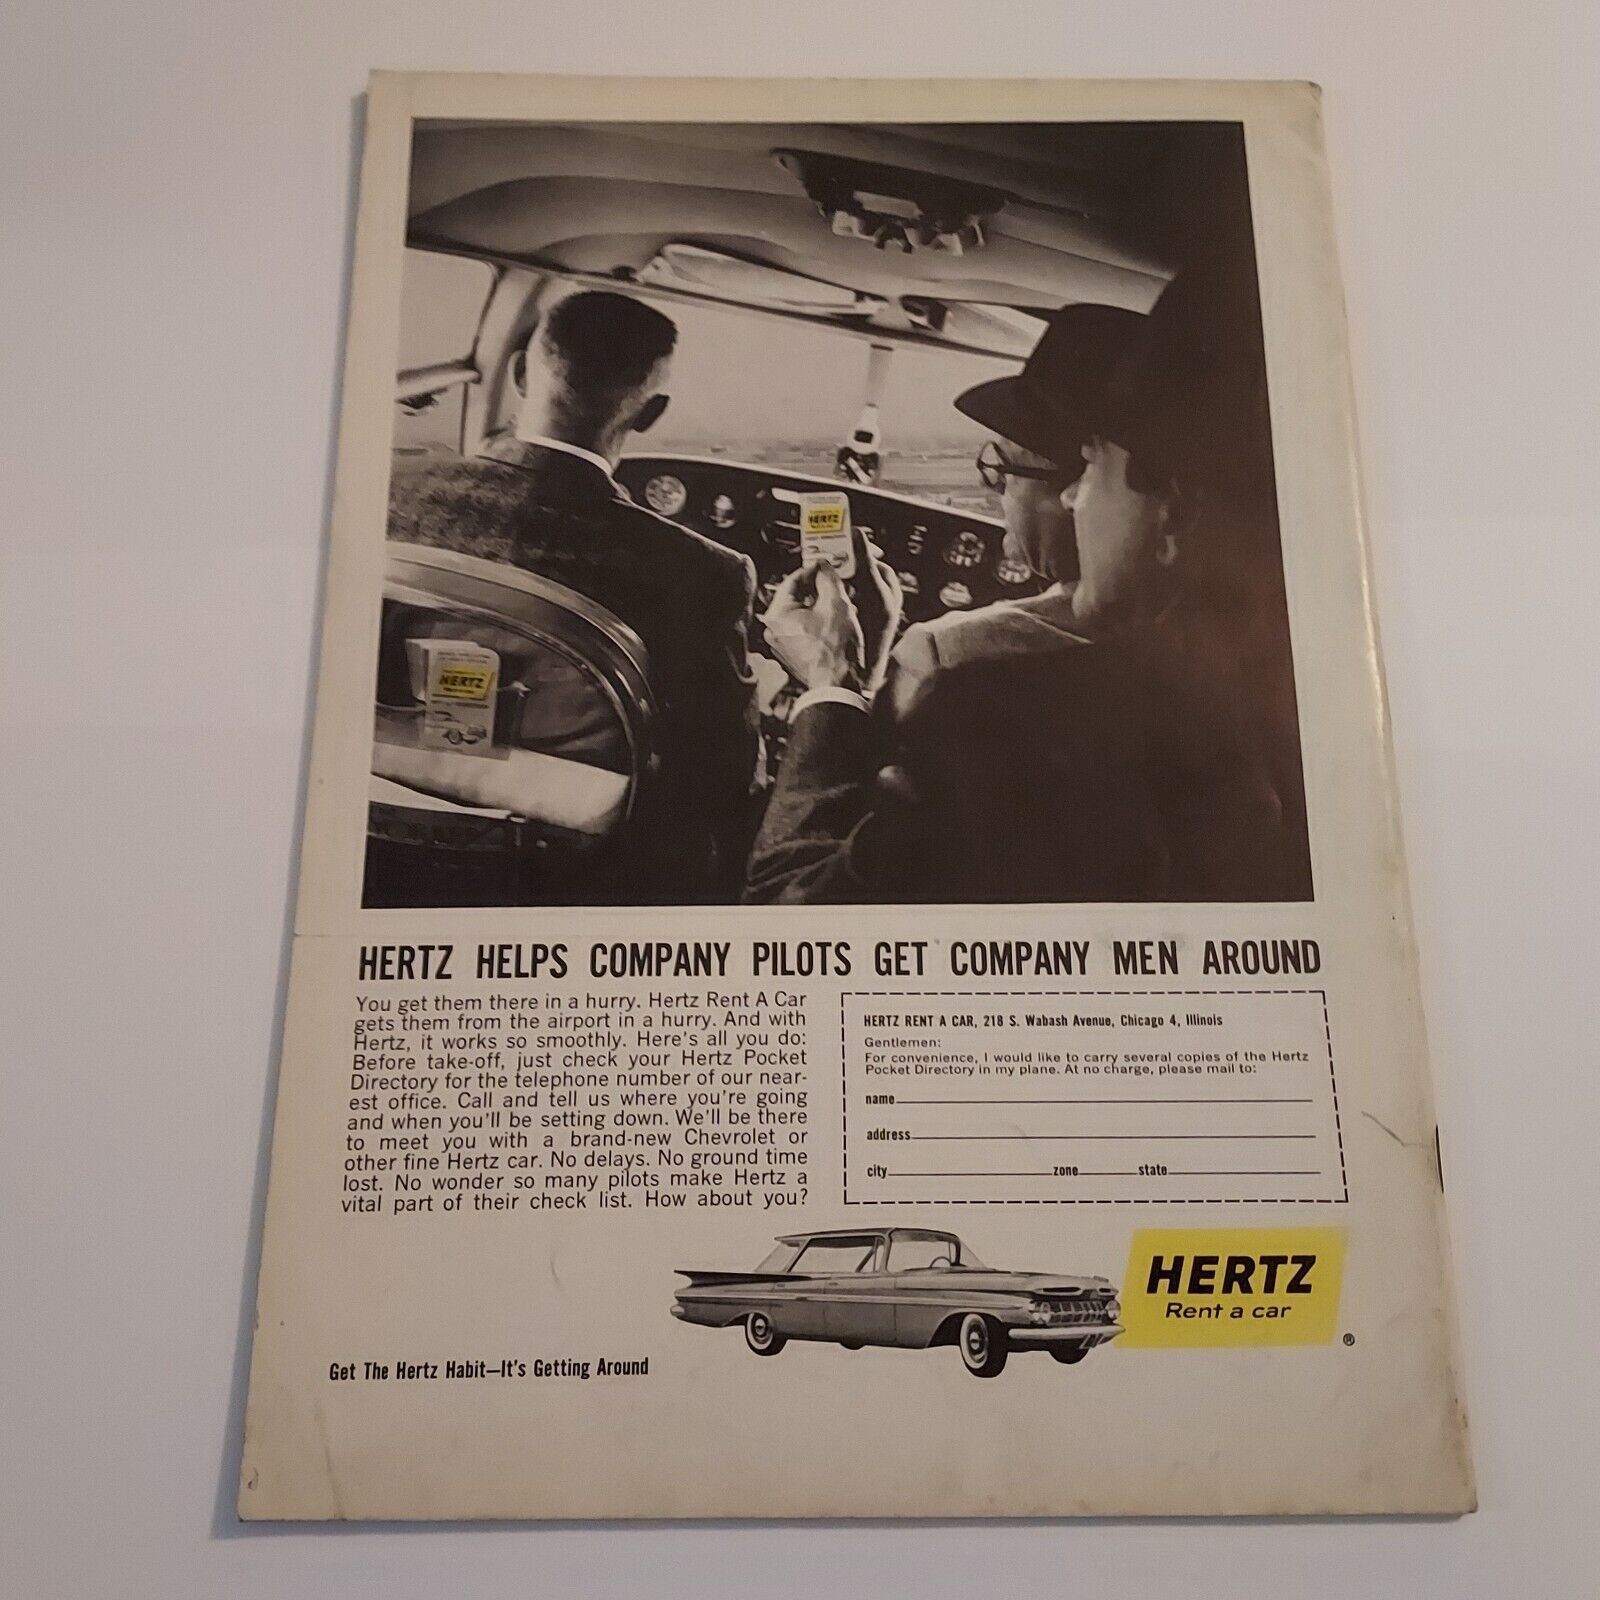 HERTZ
HERTZ
HERTZ HELPS COMPANY PILOTS GET COMPANY MEN AROUND
You get them there in a hurry. Hertz Rent A Car
gets them from the airport in a hurry. And with
Hertz, it works so smoothly. Here's all you do:
Before take-off, just check your Hertz Pocket
Directory for the telephone number of our near-
est office. Call and tell us where you're going
and when you'll be setting down. We'll be there
to meet you with a brand-new Chevrolet or
other fine Hertz car. No delays. No ground time
lost. No wonder so many pilots make Hertz a
vital part of their check list. How about you?
HERTZ RENT A CAR, 218 S. Wabash Avenue, Chicago 4, Illinois
Gentlemen:
For convenience, I would like to carry several copies of the Hertz
Pocket Directory in my plane. At no charge, please mail to:
name
address
city zone state
HERTZ
Rent a car
®
Get The Hertz Habit—It's Getting Around